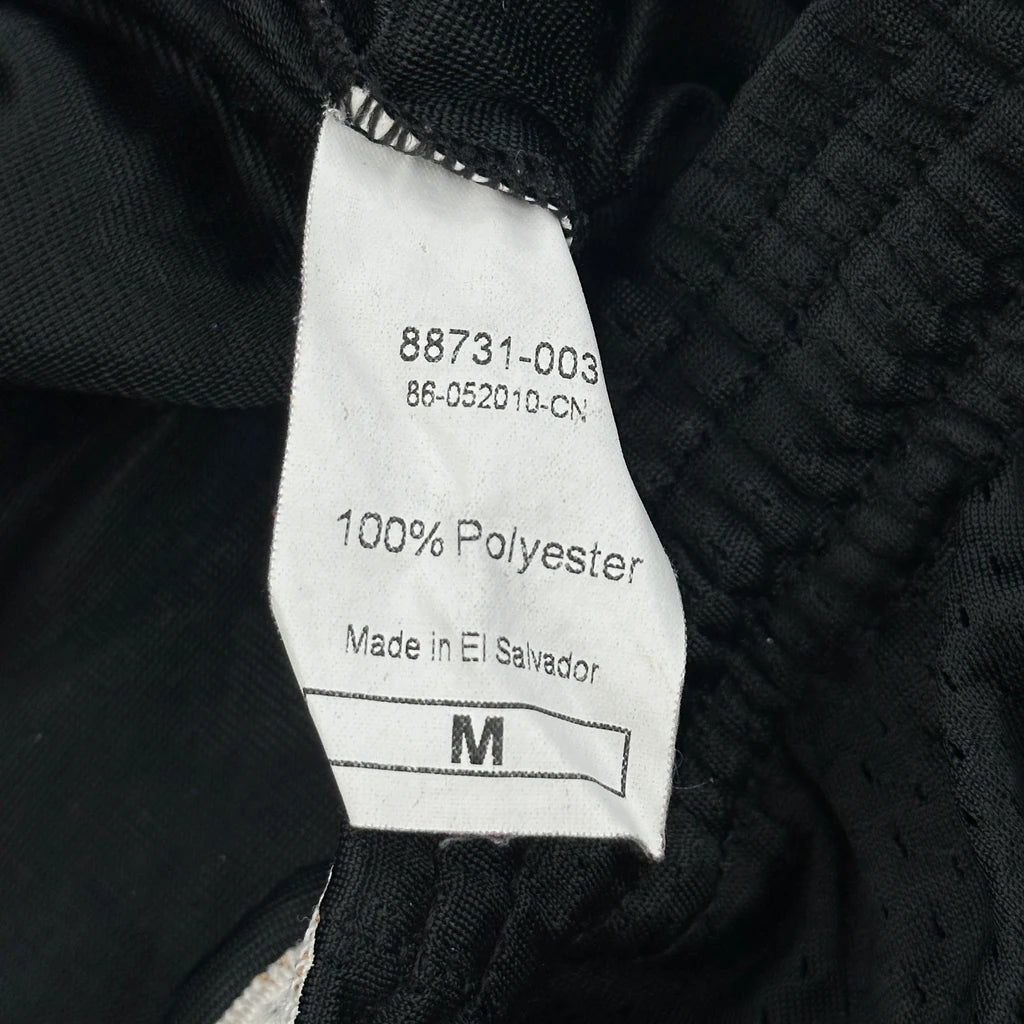 88731-003
86-052010-CN
100% Polyester
Made in El Salvador
M